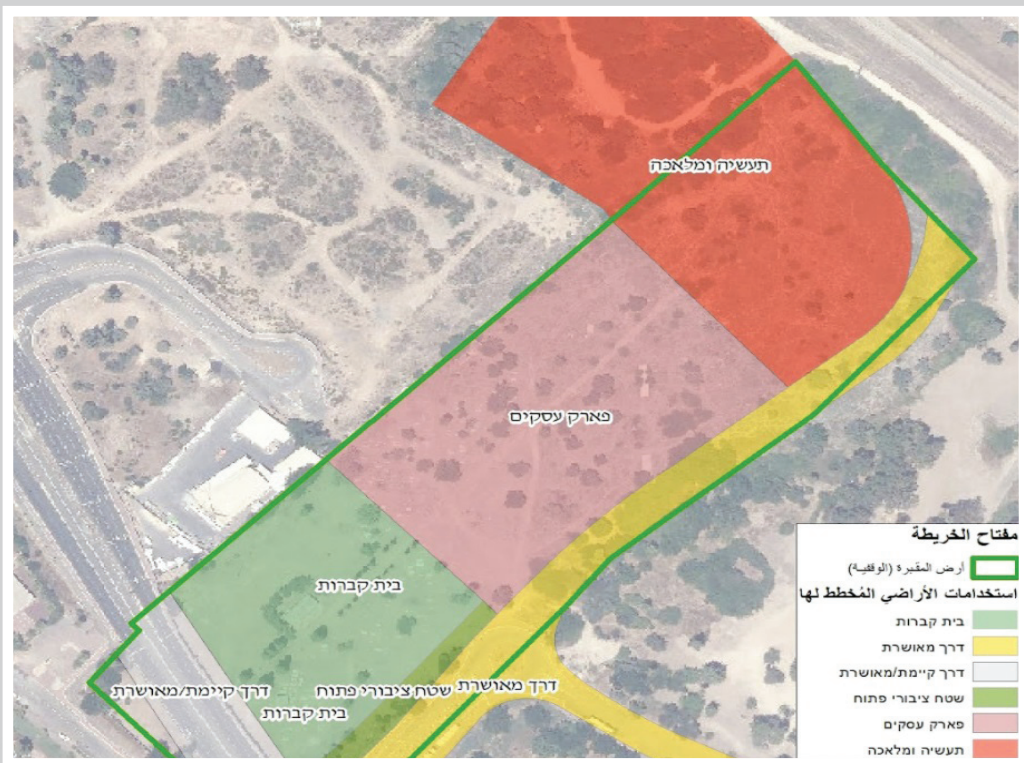 תעשיה ומלאכה
פארק עסקים
בית קברות
דרך קיימת/מאושרת
שטח ציבורי פתוח
דרך מאושרת
בית קברות
مفتاح الخريطة
أرض المقبرة (الوقفية)
استخدامات الأراضي المُخطط لها
בית קברות
דרך מאושרת
דרך קיימת/מאושרת
שטח ציבורי פתוח
פארק עסקים
תעשיה ומלאכה